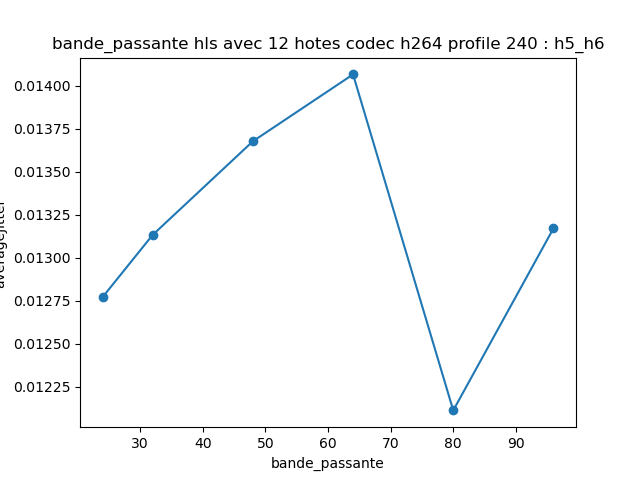 bande_passante hls avec 12 hotes codec h264 profile 240 : h5_h6
0.01400
0.01375
0.01350
0.01325
0.01300
0.01275
0.01250
0.01225
averagejitter
30 40 50 60 70 80 90
bande_passante